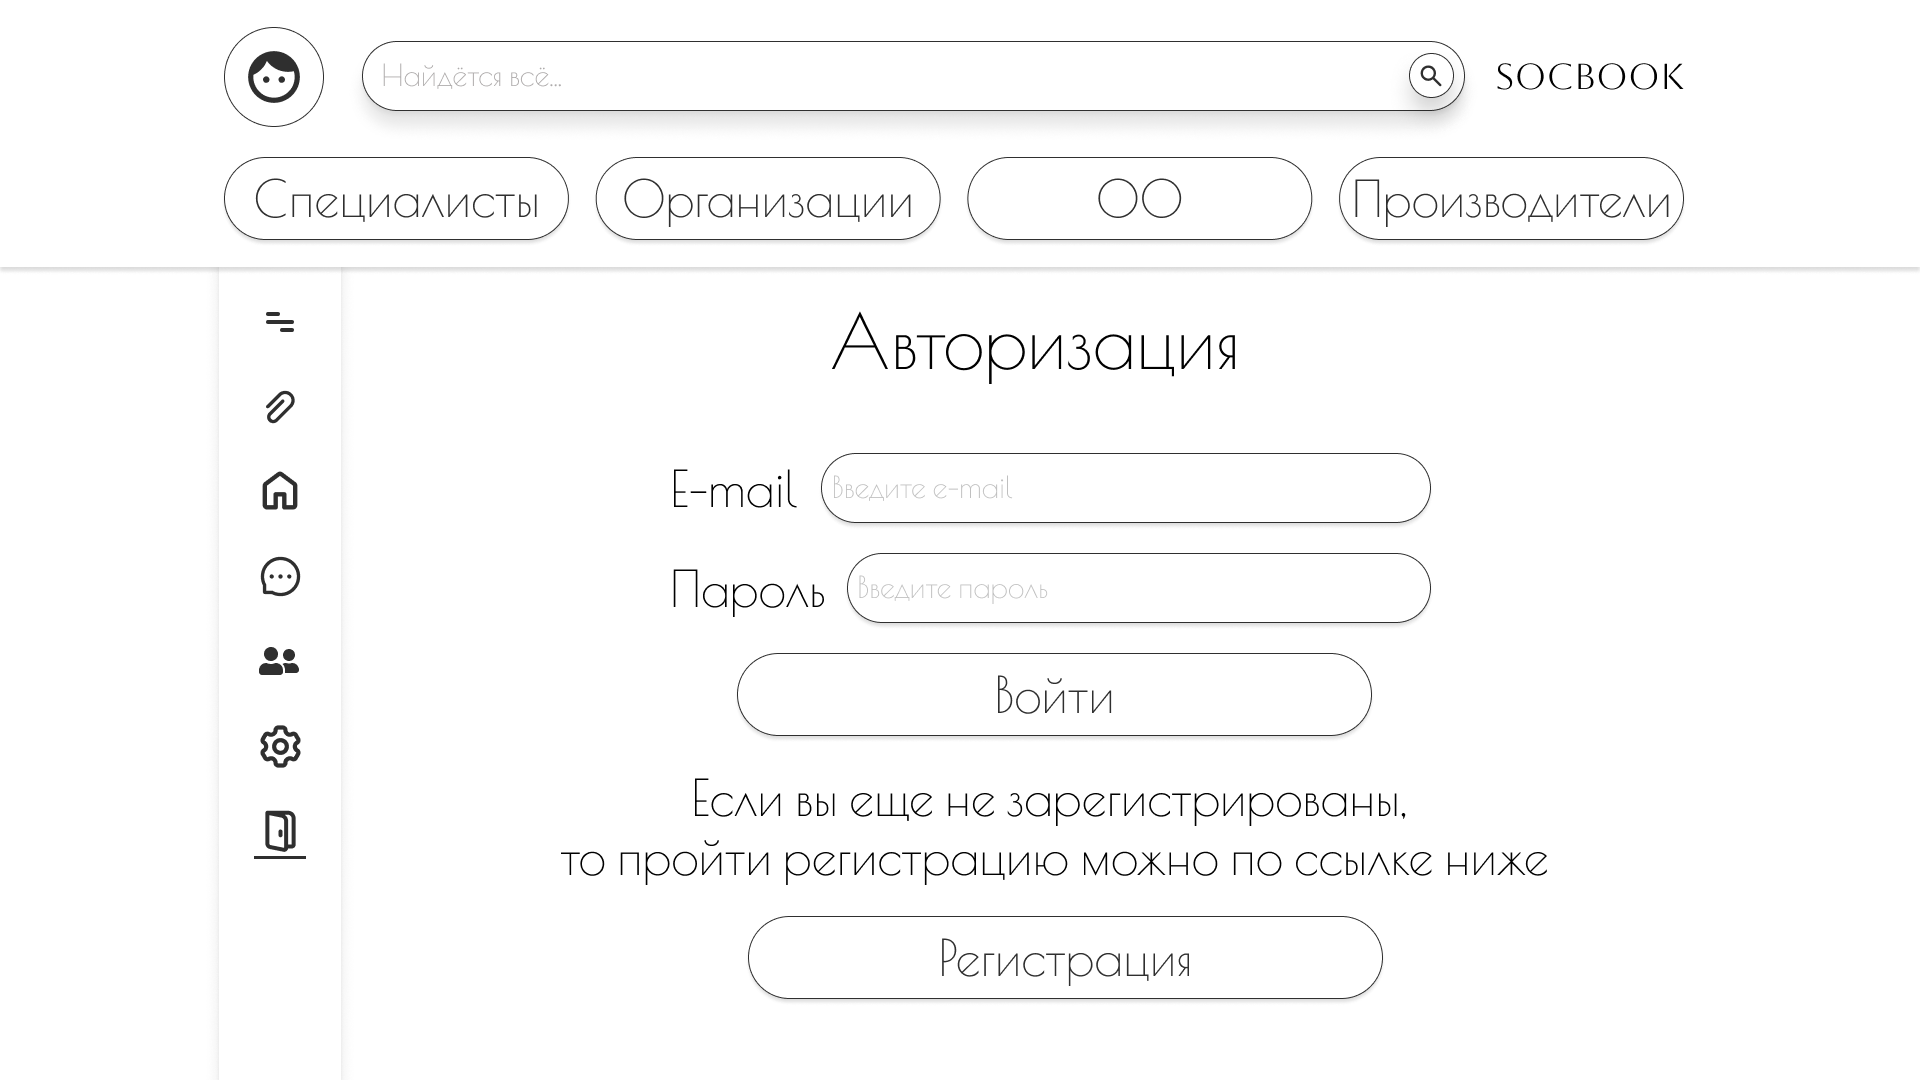 Найдётся всё...
SOCBOOK
Специалисты
Организации
ОО
Производители
Авторизация
E-mail
Введите e-mail
Пароль
Введите пароль
Войти
Если вы еще не зарегистрированы,
то пройти регистрацию можно по ссылке ниже
Регистрация